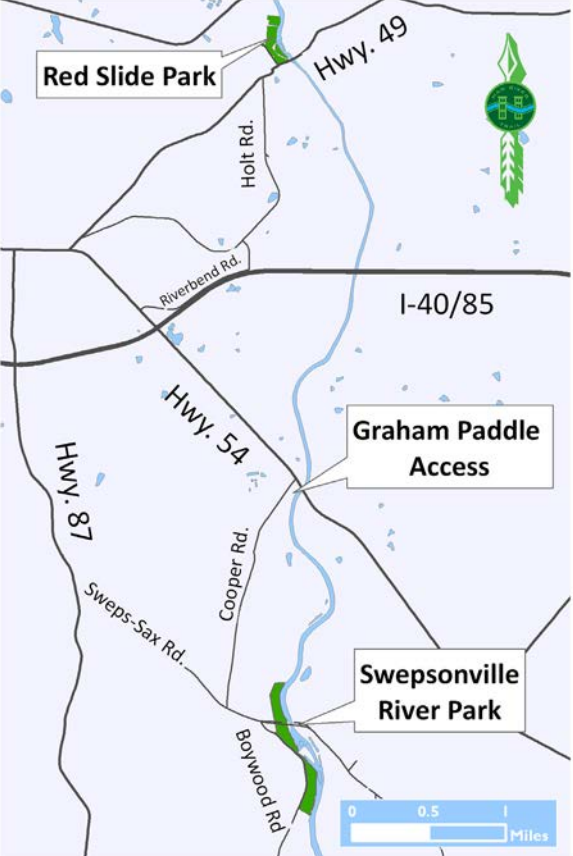 Hwy. 49
Red Slide Park
Holt Rd.
Riverbend Rd.
I-40/85
Hwy. 54
Graham Paddle
Access
Hwy. 87
Cooper Rd.
Sweps-Sax Rd.
Swepsonville
River Park
Boywood Rd
0 0.5 1
Miles